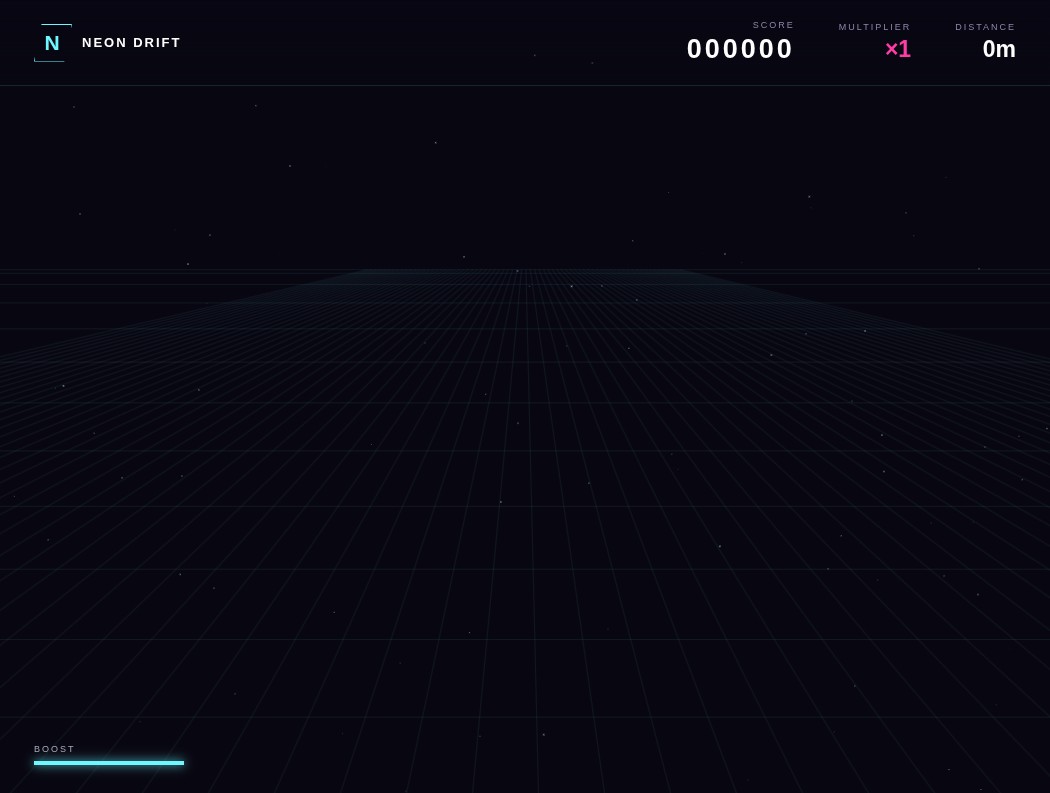 N
NEON DRIFT
SCORE
000000
MULTIPLIER
×1
DISTANCE
0m
BOOST